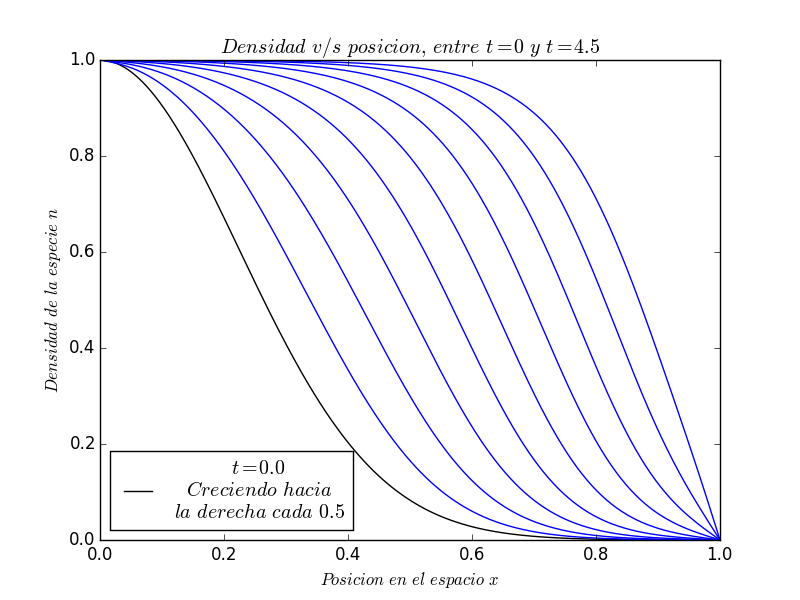 Densidad v/s posicion, entre t=0 y t=4.5
1.0
0.8
0.6
0.4
0.2
0.0
Densidad de la especie n
t=0.0
Creciendo hacia
la derecha cada 0.5
0.0 0.2 0.4 0.6 0.8 1.0
Posicion en el espacio x